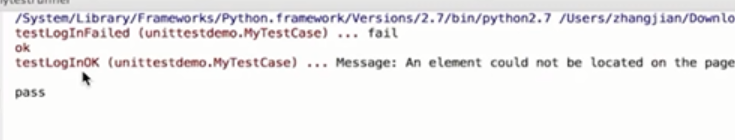 /System/Library/Frameworks/Python.framework/Versions/2.7/bin/python2.7 /Users/zhangjian/Downlo
testLogInFailed (unittestdemo.MyTestCase) ... fail
ok
testLogInOK (unittestdemo.MyTestCase) ... Message: An element could not be located on the page
pass